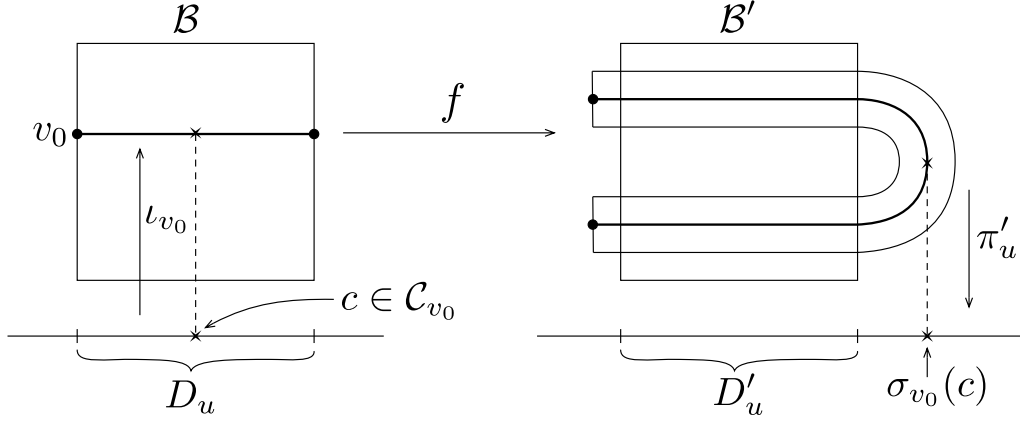 𝓑
𝓑′
f
v₀
ι_{v₀}
π′_u
c ∈ 𝒞_{v₀}
D_u
D′_u
σ_{v₀}(c)